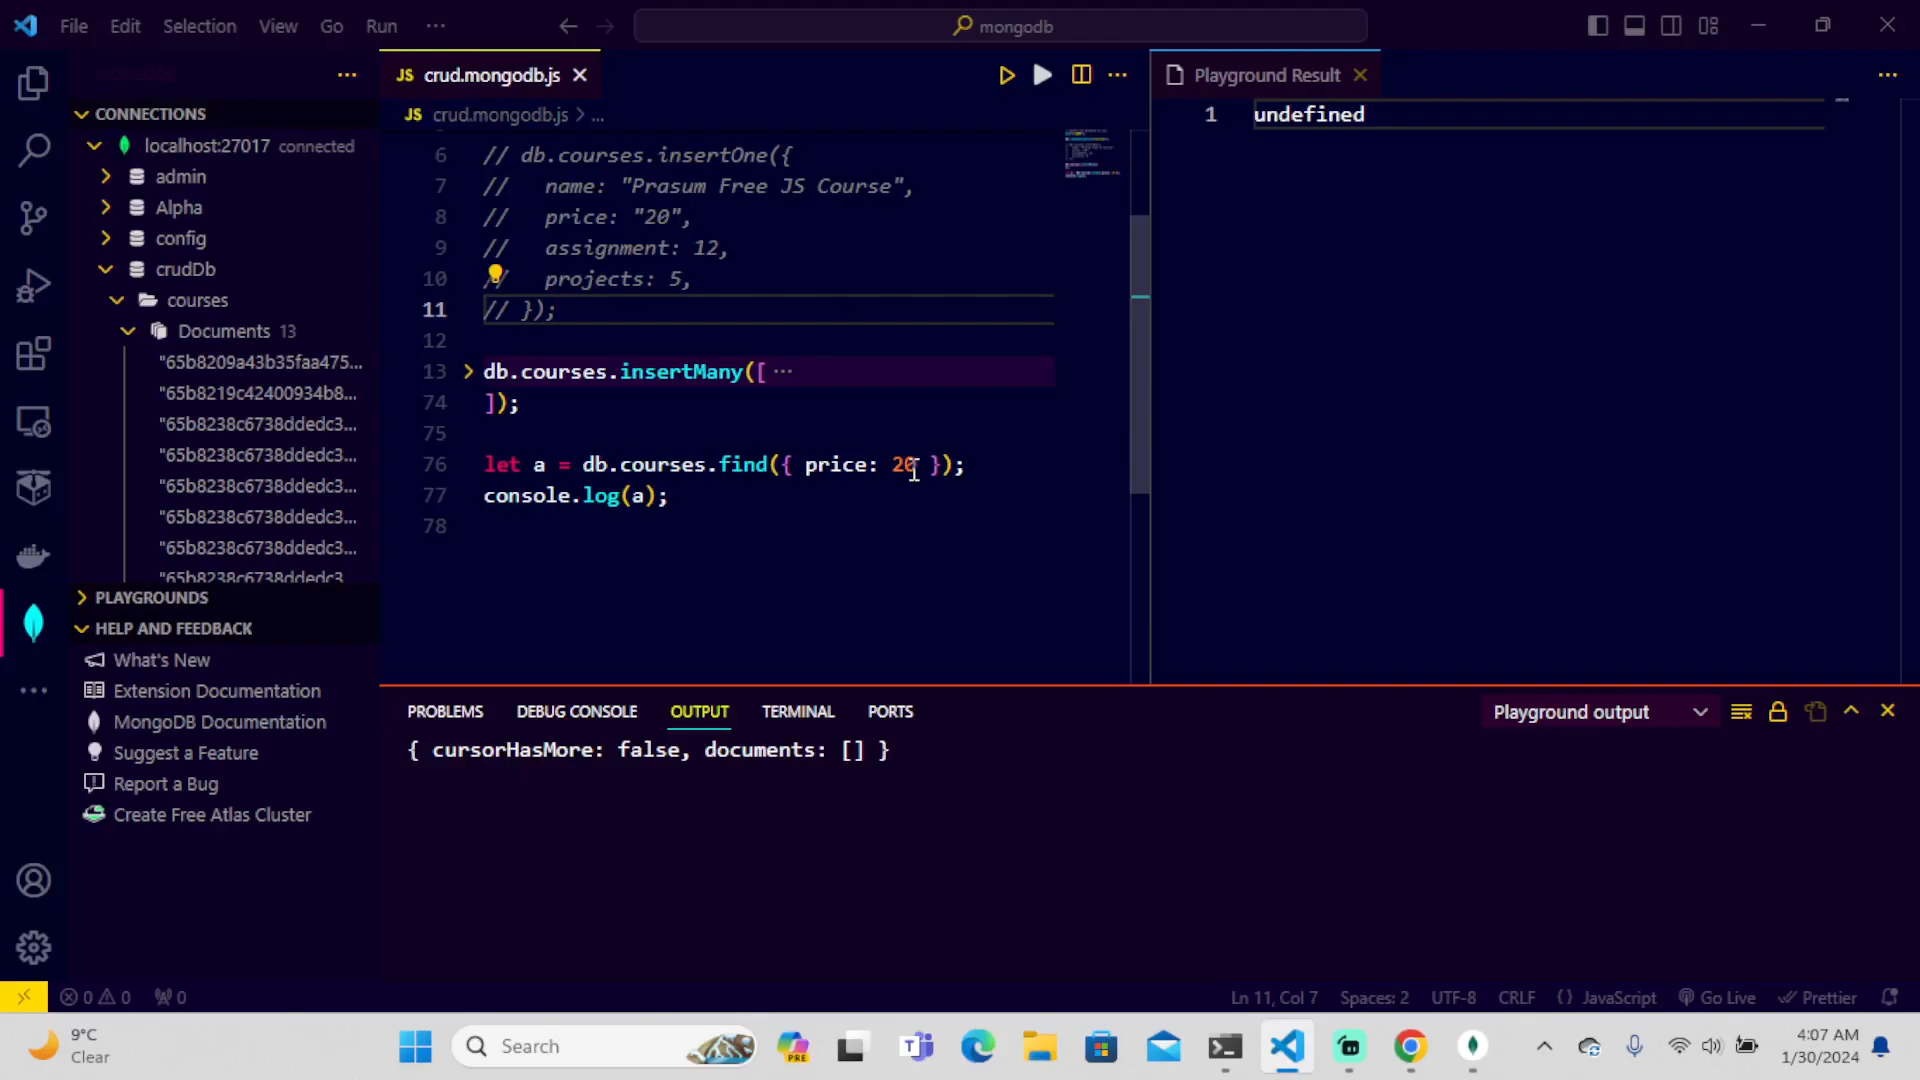 File Edit Selection View Go Run ···
mongodb
CONNECTIONS
localhost:27017 connected
admin
Alpha
config
crudDb
courses
Documents 13
"65b8209a43b35faa475...
"65b8219c42400934b8...
"65b8238c6738ddedc3...
"65b8238c6738ddedc3...
"65b8238c6738ddedc3...
"65b8238c6738ddedc3...
"65b8238c6738ddedc3...
"65b8238c6738ddedc3
PLAYGROUNDS
HELP AND FEEDBACK
What's New
Extension Documentation
MongoDB Documentation
Suggest a Feature
Report a Bug
Create Free Atlas Cluster
JS crud.mongodb.js
JS crud.mongodb.js > ...
6 // db.courses.insertOne({
7 // name: "Prasum Free JS Course",
8 // price: "20",
9 // assignment: 12,
10 // projects: 5,
11 // });
12
13 db.courses.insertMany([ ···
74 ]);
75
76 let a = db.courses.find({ price: 20 });
77 console.log(a);
78
Playground Result
1 undefined
PROBLEMS DEBUG CONSOLE OUTPUT TERMINAL PORTS
Playground output
{ cursorHasMore: false, documents: [] }
0 0 0
Ln 11, Col 7 Spaces: 2 UTF-8 CRLF {} JavaScript Go Live Prettier
9°C
Clear
Search
PRE
4:07 AM
1/30/2024